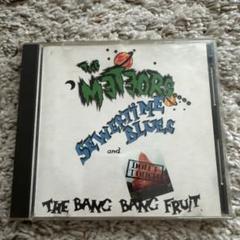 THE
METEORS
SEWERTIME
BLUES
and
DON'T
TOUCH
THE BANG BANG FRUIT